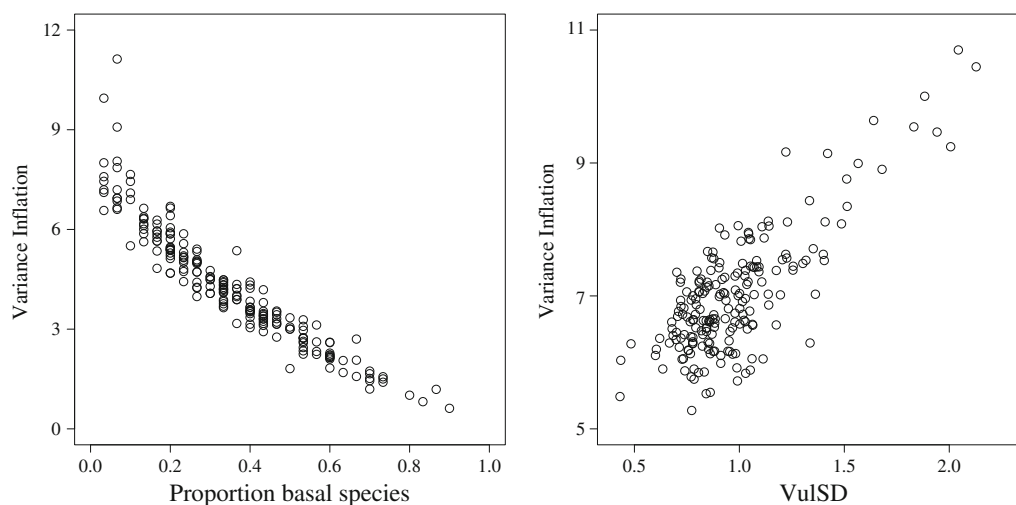 Variance Inflation
12
9
6
3
0
0.0 0.2 0.4 0.6 0.8 1.0
Proportion basal species
Variance Inflation
11
9
7
5
0.5 1.0 1.5 2.0
VulSD